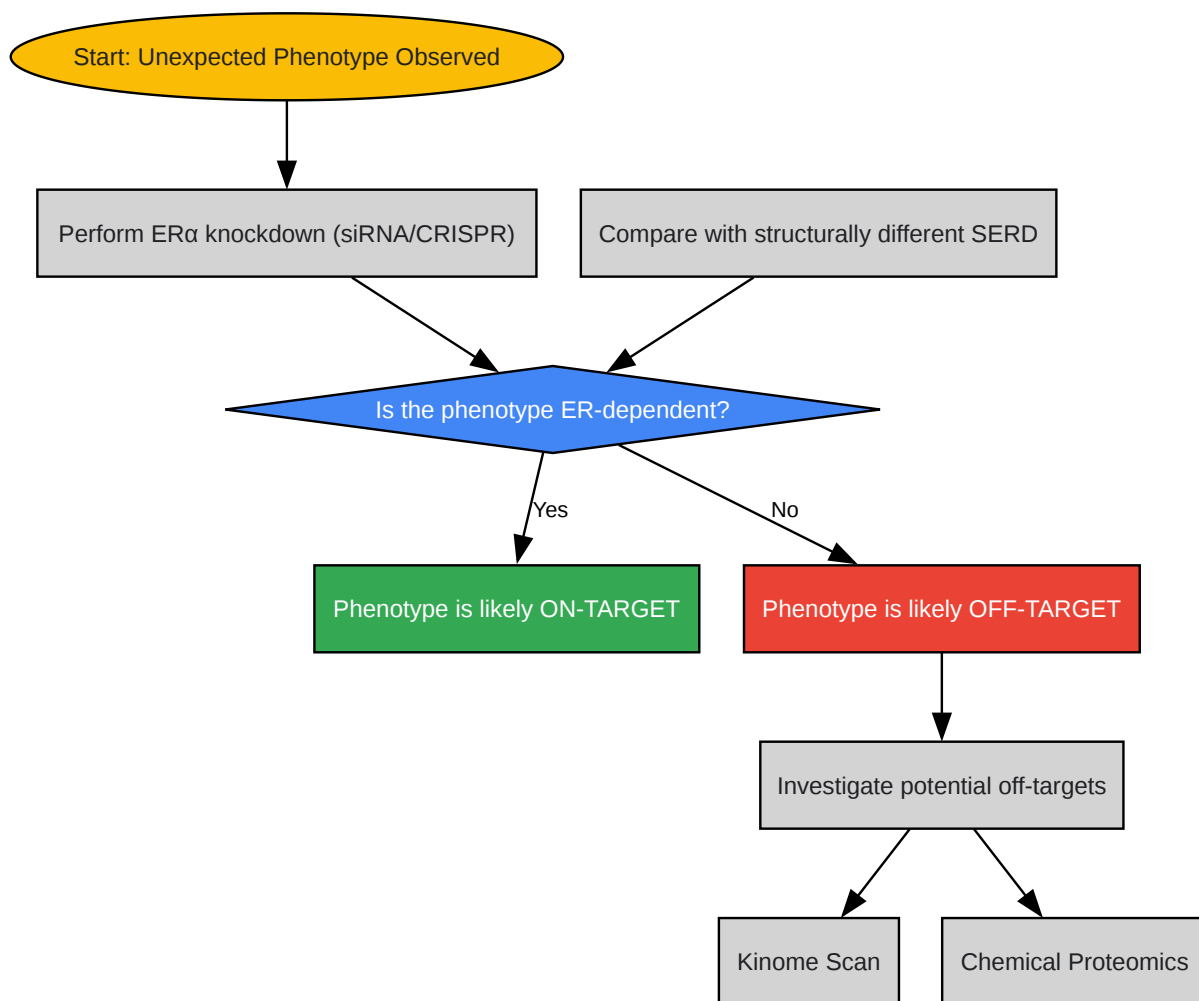 Start: Unexpected Phenotype Observed
Perform ERα knockdown (siRNA/CRISPR)
Compare with structurally different SERD
Is the phenotype ER-dependent?
Yes
No
Phenotype is likely ON-TARGET
Phenotype is likely OFF-TARGET
Investigate potential off-targets
Kinome Scan
Chemical Proteomics